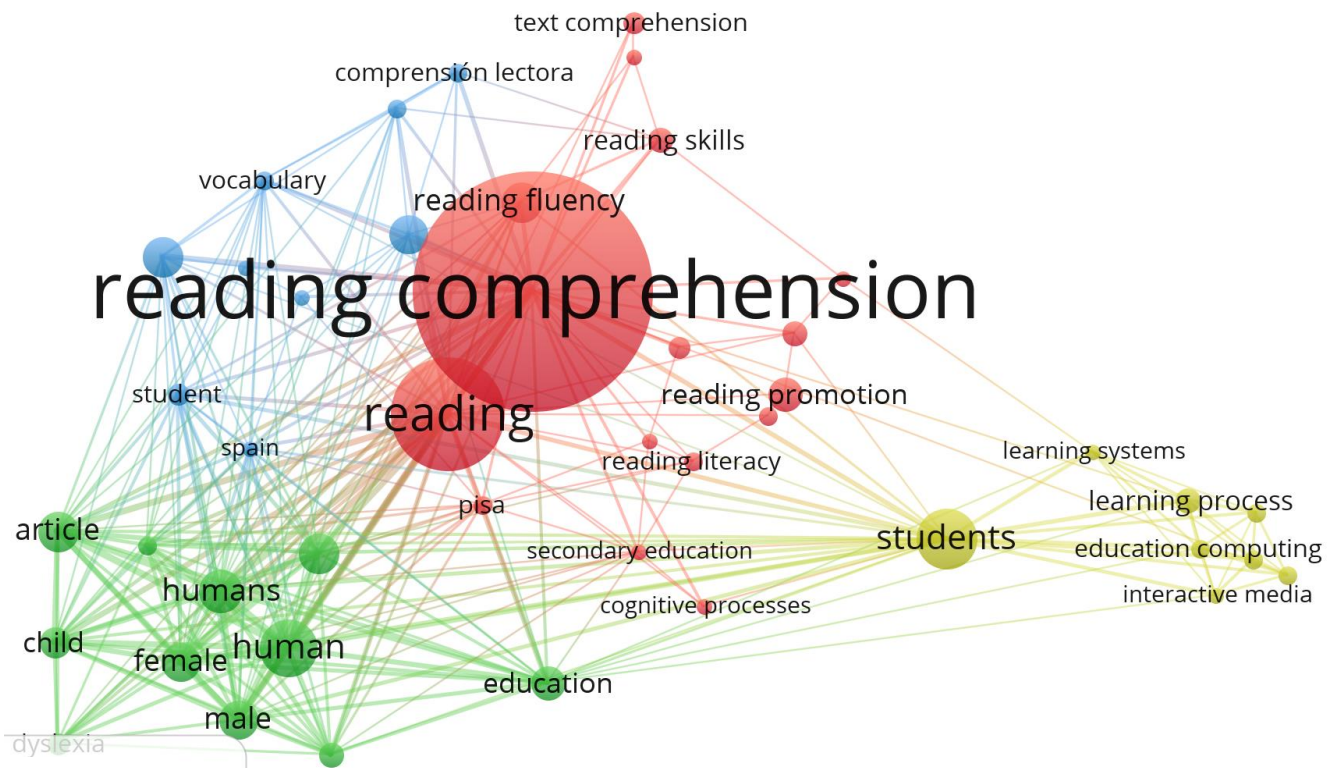 text comprehension
comprensión lectora
reading skills
vocabulary
reading fluency
reading comprehension
student
reading promotion
reading
spain
reading literacy
learning systems
pisa
learning process
article
students
secondary education
education computing
humans
interactive media
cognitive processes
child
human
female
education
male
dyslexia